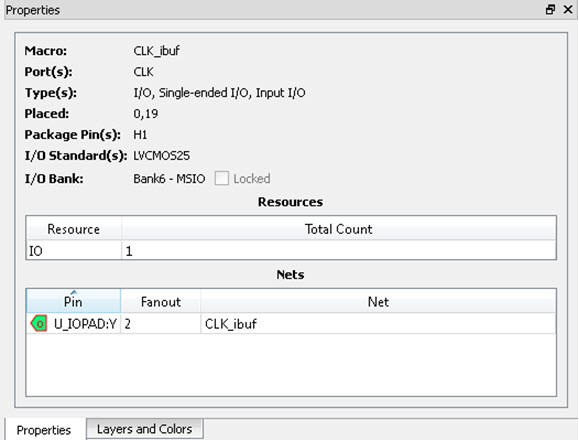 Properties
Macro: CLK_ibuf
Port(s): CLK
Type(s): I/O, Single-ended I/O, Input I/O
Placed: 0,19
Package Pin(s): H1
I/O Standard(s): LVCMOS25
I/O Bank: Bank6 - MSIO Locked
Resources
Resource Total Count
IO 1
Nets
Pin Fanout Net
O U_IOPAD:Y 2 CLK_ibuf
Properties Layers and Colors